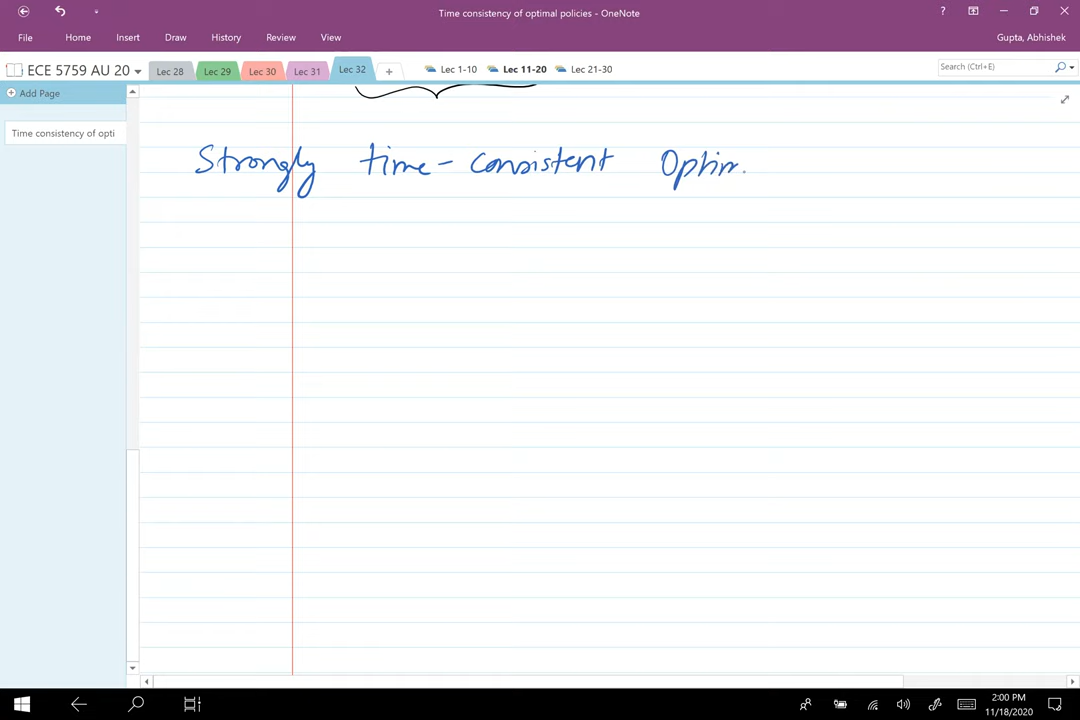 Time consistency of optimal policies - OneNote
?
File Home Insert Draw History Review View
Gupta, Abhishek
ECE 5759 AU 20
Lec 28 Lec 29 Lec 30 Lec 31 Lec 32 + Lec 1-10 Lec 11-20 Lec 21-30
Search (Ctrl+E)
Add Page
Time consistency of opti
Strongly time-consistent Optim
2:00 PM
11/18/2020